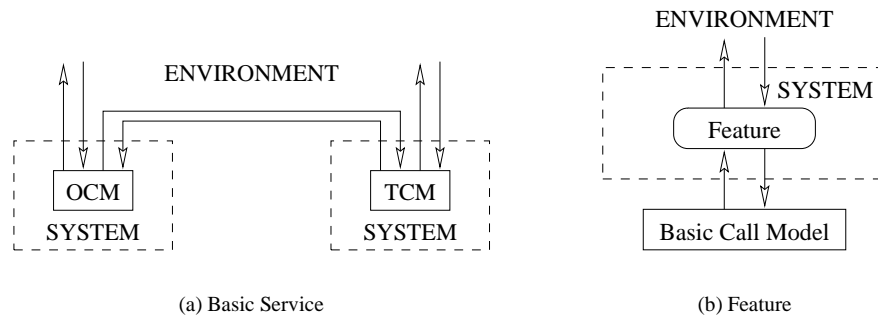 ENVIRONMENT
OCM
SYSTEM
TCM
SYSTEM
(a) Basic Service
ENVIRONMENT
SYSTEM
Feature
Basic Call Model
(b) Feature